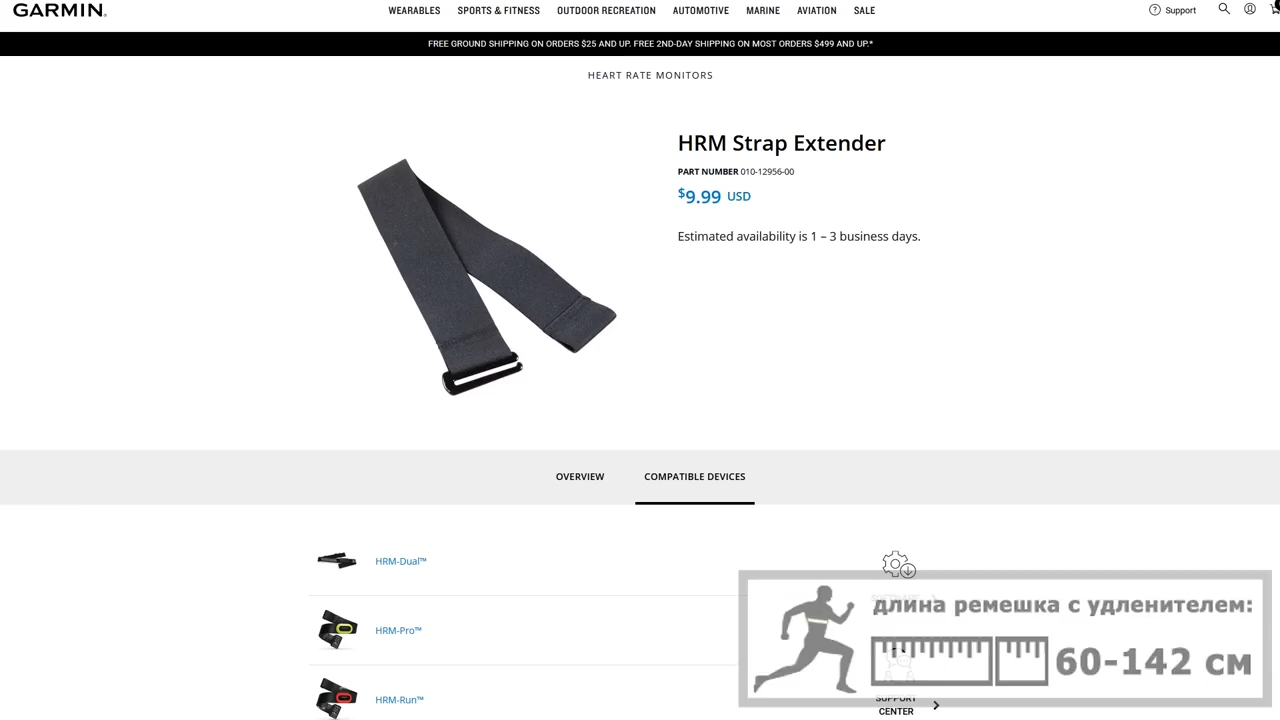 GARMIN
WEARABLES SPORTS & FITNESS OUTDOOR RECREATION AUTOMOTIVE MARINE AVIATION SALE
Support
FREE GROUND SHIPPING ON ORDERS $25 AND UP. FREE 2ND-DAY SHIPPING ON MOST ORDERS $499 AND UP.*
HEART RATE MONITORS
HRM Strap Extender
PART NUMBER 010-12956-00
$9.99 USD
Estimated availability is 1 – 3 business days.
OVERVIEW COMPATIBLE DEVICES
HRM-Dual™
HRM-Pro™
HRM-Run™
длина ремешка с удленителем:
60-142 см
SUPPORT
CENTER